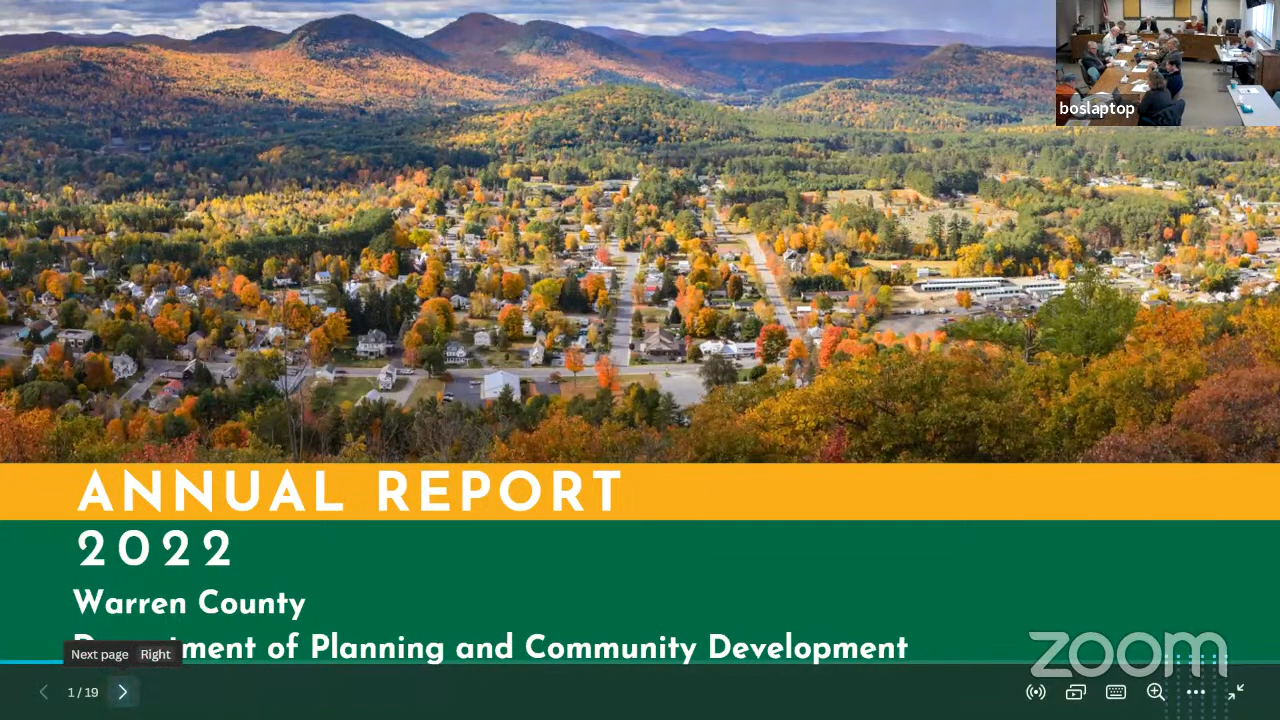 boslaptop
ANNUAL REPORT
2022
Warren County
ment of Planning and Community Development
Next page Right
1 / 19
zoom